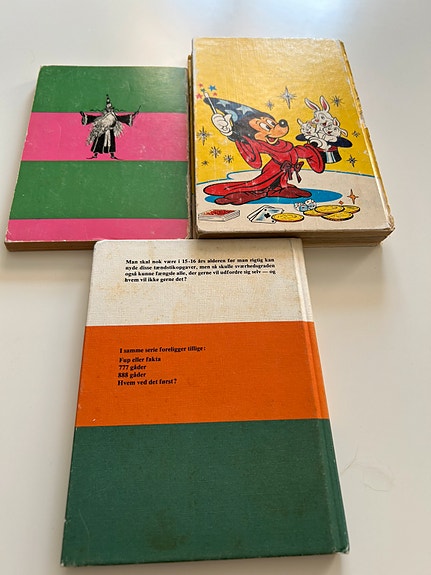 Man skal nok være i 15-16 års alderen før man rigtig kan
nyde disse tændstikopgaver, men så skulle sværhedsgraden
også kunne fængsle alle, der gerne vil udfordre sig selv — og
hvem vil ikke gerne det?
I samme serie foreligger tillige:
Fup eller fakta
777 gåder
888 gåder
Hvem ved det først?